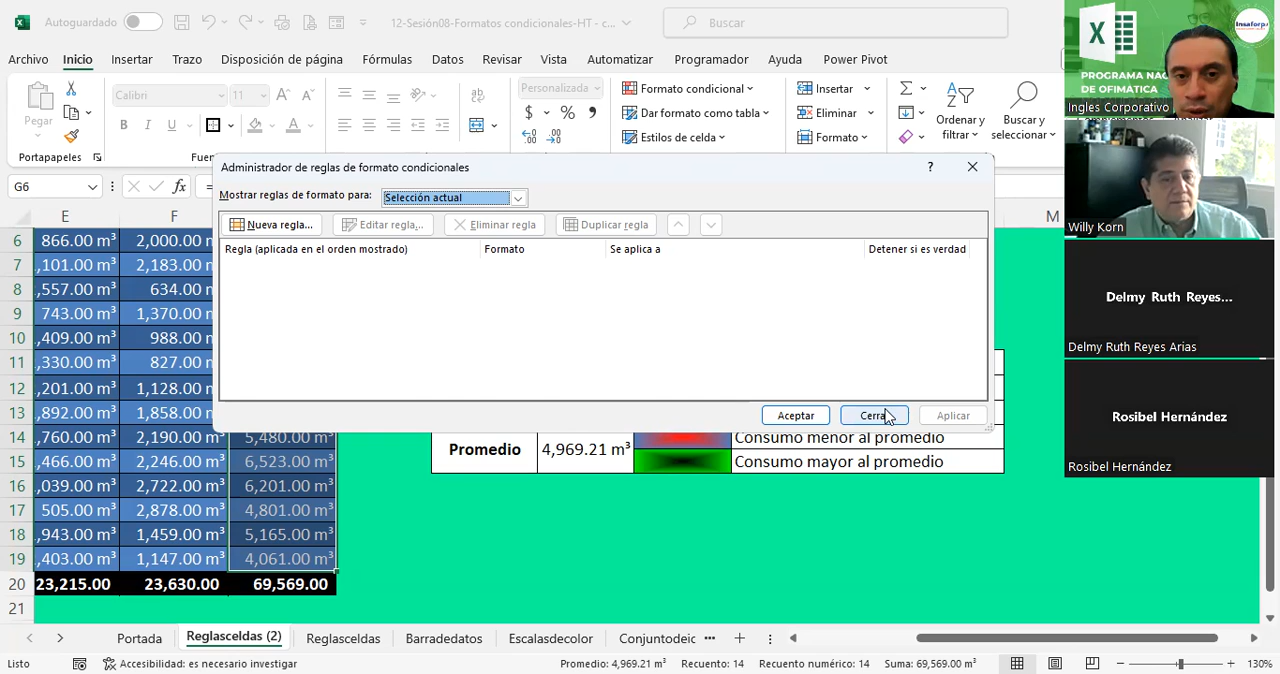 Autoguardado
12-Sesión08-Formatos condicionales-HT - c...
Buscar
Archivo Inicio Insertar Trazo Disposición de página Fórmulas Datos Revisar Vista Automatizar Programador Ayuda Power Pivot
Pegar
Portapapeles
Calibri 11
N K S
Fuer
ab
Personalizada
$ % ,
Formato condicional
Dar formato como tabla
Estilos de celda
Insertar
Eliminar
Formato
Ordenar y filtrar
Buscar y seleccionar
Insaforp
PROGRAMA NAC
DE OFIMÁTICA
Ingles Corporativo
Willy Korn
Delmy Ruth Reyes...
Delmy Ruth Reyes Arias
Rosibel Hernández
Rosibel Hernández
G6 fx =
Administrador de reglas de formato condicionales ?
Mostrar reglas de formato para: Selección actual
Nueva regla... Editar regla... Eliminar regla Duplicar regla
Regla (aplicada en el orden mostrado) Formato Se aplica a Detener si es verdad
Aceptar Cerra Aplicar
E F M
6 866.00 m³ 2,000.00
7 ,101.00 m³ 2,183.00
8 ,557.00 m³ 634.00
9 743.00 m³ 1,370.00
10 ,409.00 m³ 988.00
11 ,330.00 m³ 827.00
12 ,201.00 m³ 1,128.00
13 ,892.00 m³ 1,858.00
14 ,760.00 m³ 2,190.00 m³ 5,480.00 m³
15 ,466.00 m³ 2,246.00 m³ 6,523.00 m³
16 ,039.00 m³ 2,722.00 m³ 6,201.00 m³
17 505.00 m³ 2,878.00 m³ 4,801.00 m³
18 ,943.00 m³ 1,459.00 m³ 5,165.00 m³
19 ,403.00 m³ 1,147.00 m³ 4,061.00 m³
20 23,215.00 23,630.00 69,569.00
21
Promedio 4,969.21 m³
Consumo menor al promedio
Consumo mayor al promedio
Portada Reglasceldas (2) Reglasceldas Barradedatos Escalasdecolor Conjuntodeic ...
Listo Accesibilidad: es necesario investigar Promedio: 4,969.21 m³ Recuento: 14 Recuento numérico: 14 Suma: 69,569.00 m³ 130%